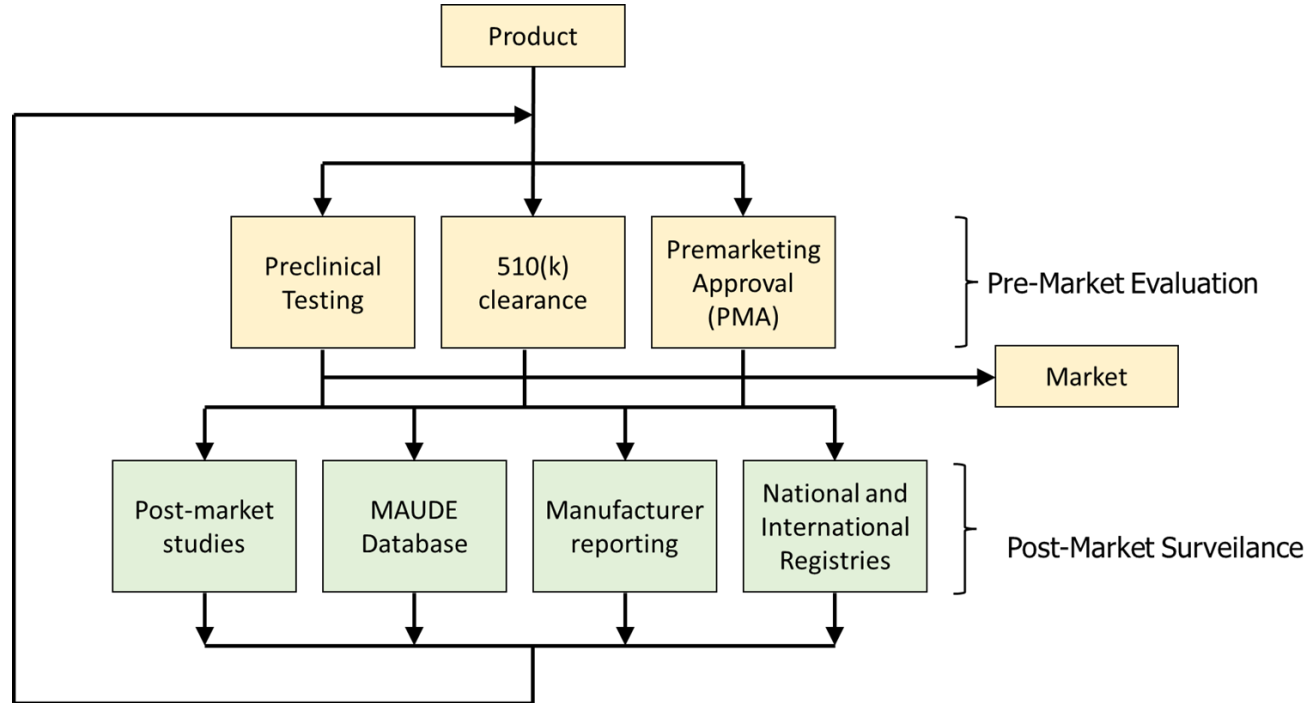 Product
Preclinical
Testing
510(k)
clearance
Premarketing
Approval
(PMA)
Pre-Market Evaluation
Market
Post-market
studies
MAUDE
Database
Manufacturer
reporting
National and
International
Registries
Post-Market Surveilance